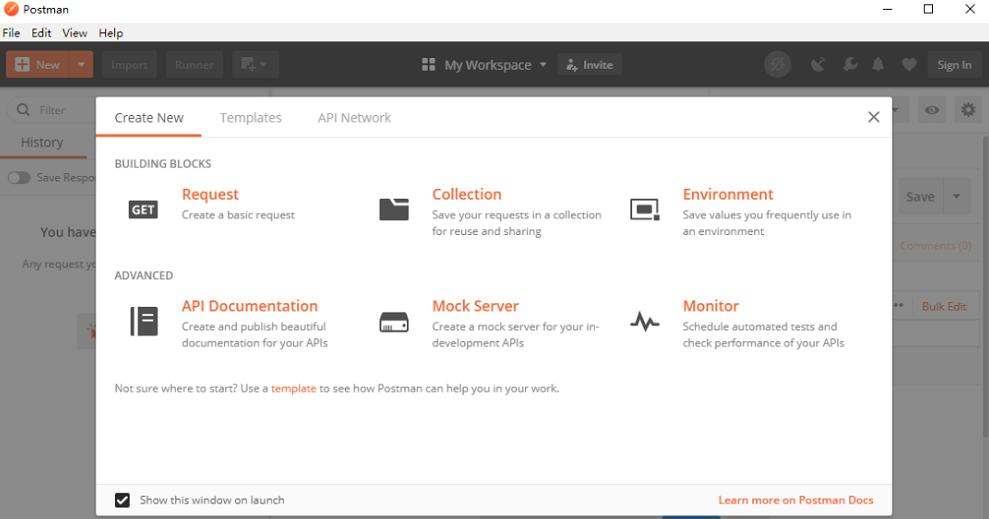 Postman
File Edit View Help
New Import Runner My Workspace Invite Sign In
Filter
History
Save Respo
You have
Any request yo
Save
Comments (0)
Bulk Edit
Create New Templates API Network
BUILDING BLOCKS
GET
Request
Create a basic request
Collection
Save your requests in a collection
for reuse and sharing
Environment
Save values you frequently use in
an environment
ADVANCED
API Documentation
Create and publish beautiful
documentation for your APIs
Mock Server
Create a mock server for your in-
development APIs
Monitor
Schedule automated tests and
check performance of your APIs
Not sure where to start? Use a template to see how Postman can help you in your work.
Show this window on launch
Learn more on Postman Docs